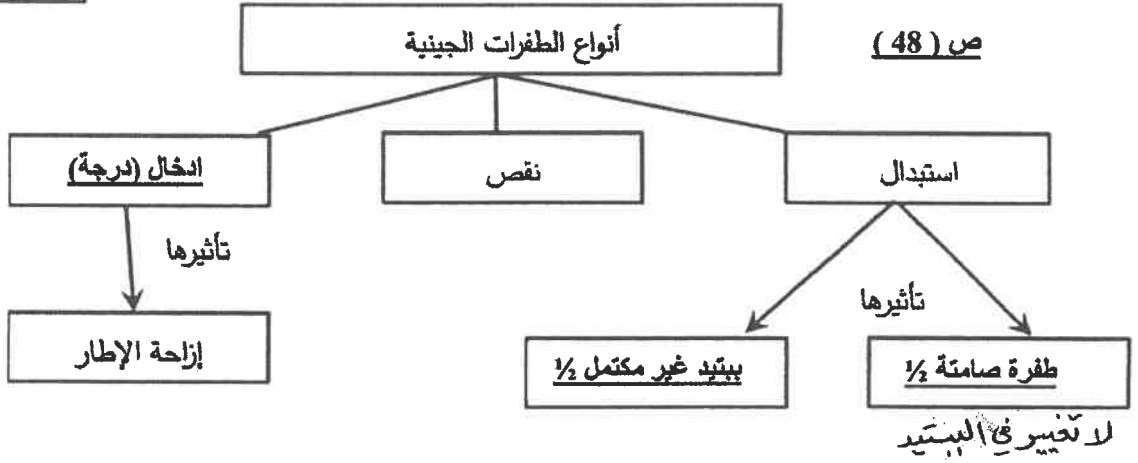 ص ( 48 )
أنواع الطفرات الجينية
استبدال
نقص
ادخال (درجة)
تأثيرها
تأثيرها
طفرة صامتة ½
ببتيد غير مكتمل ½
إزاحة الإطار
لا تغيير في الببتيد